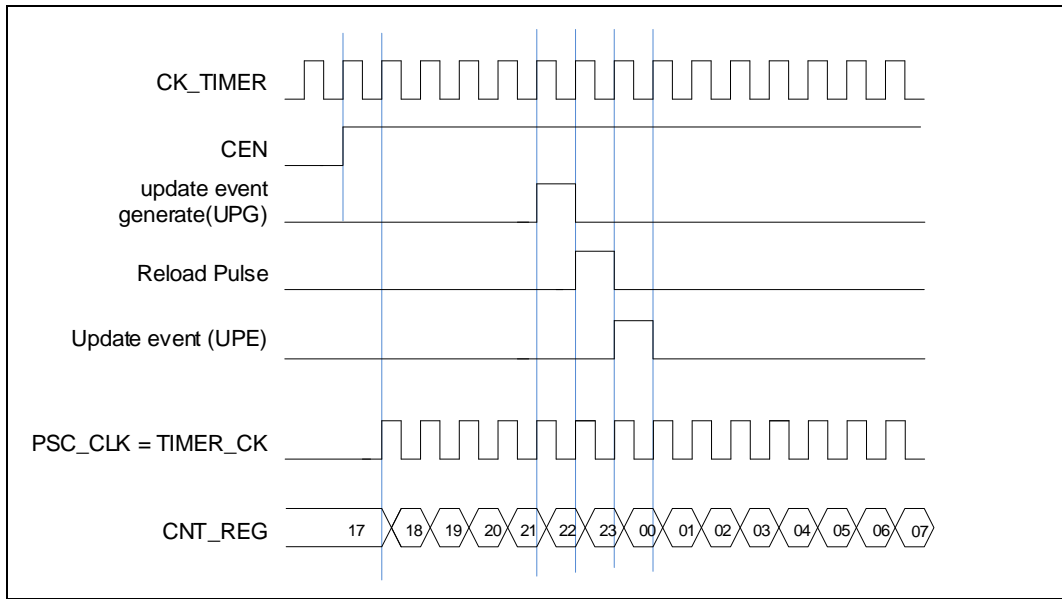 CK_TIMER
CEN
update event
generate(UPG)
Reload Pulse
Update event (UPE)
PSC_CLK = TIMER_CK
CNT_REG 17 18 19 20 21 22 23 00 01 02 03 04 05 06 07